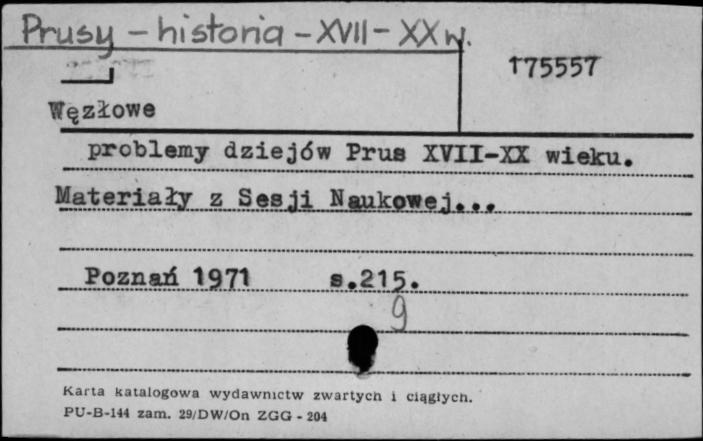 Prusy - historia - XVII - XX w.
175557
Węzłowe
problemy dziejów Prus XVII-XX wieku.
Materiały z Sesji Naukowej...
Poznań 1971 s.215.
9
Karta katalogowa wydawnictw zwartych i ciągłych.
PU-B-144 zam. 29/DW/On ZGG - 204